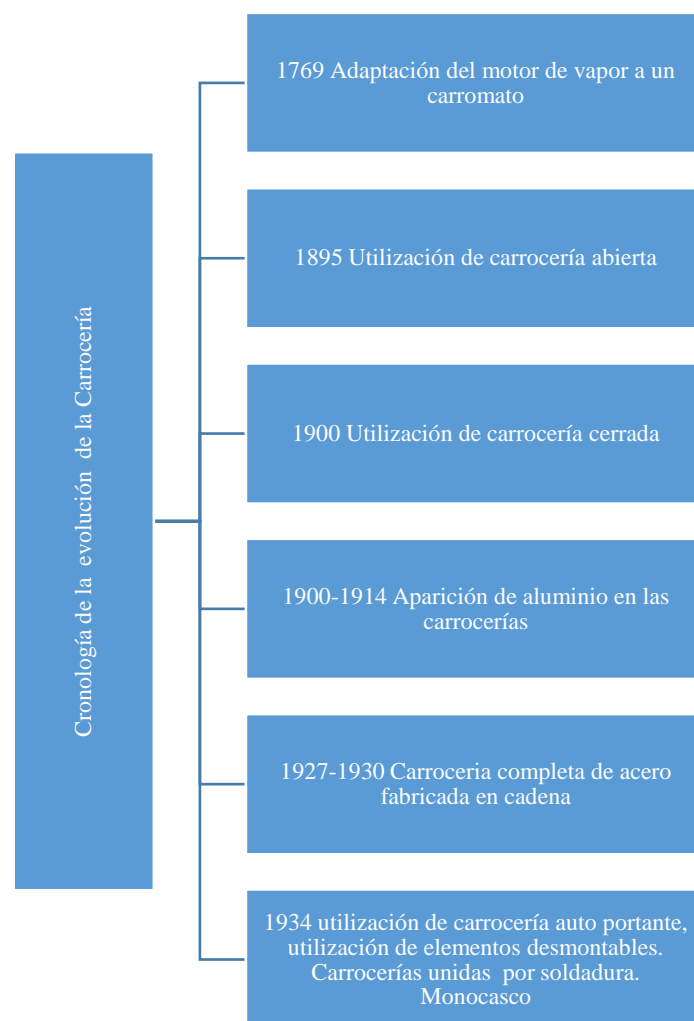 Cronología de la evolución de la Carrocería
1769 Adaptación del motor de vapor a un
carromato
1895 Utilización de carrocería abierta
1900 Utilización de carrocería cerrada
1900-1914 Aparición de aluminio en las
carrocerías
1927-1930 Carroceria completa de acero
fabricada en cadena
1934 utilización de carrocería auto portante,
utilización de elementos desmontables.
Carrocerías unidas por soldadura.
Monocasco